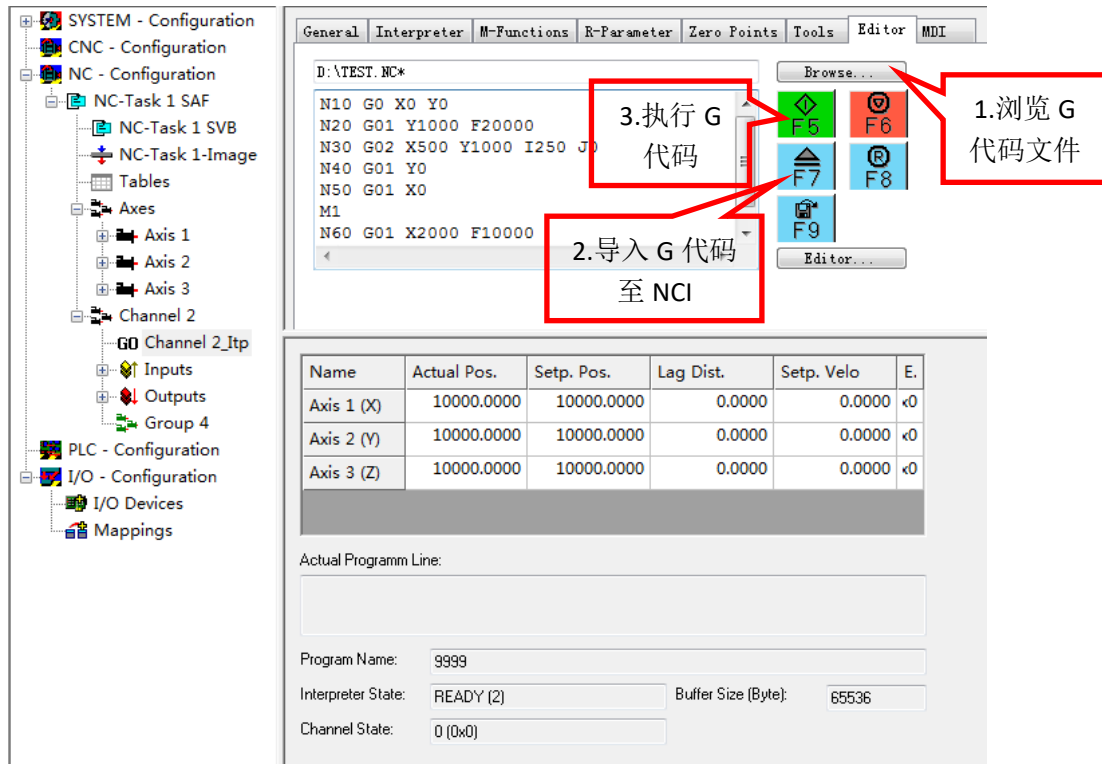 SYSTEM - Configuration
CNC - Configuration
NC - Configuration
NC-Task 1 SAF
NC-Task 1 SVB
NC-Task 1-Image
Tables
Axes
Axis 1
Axis 2
Axis 3
Channel 2
GO Channel 2_Itp
Inputs
Outputs
Group 4
PLC - Configuration
I/O - Configuration
I/O Devices
Mappings
General Interpreter M-Functions R-Parameter Zero Points Tools Editor MDI
D:\TEST.NC*
Browse...
N10 G0 X0 Y0
N20 G01 Y1000 F20000
N30 G02 X500 Y1000 I250 J0
N40 G01 Y0
N50 G01 X0
M1
N60 G01 X2000 F10000
F5
F6
F7
R
F8
F9
Editor...
3.执行 G
代码
1.浏览 G
代码文件
2.导入 G 代码
至 NCI
Name Actual Pos. Setp. Pos. Lag Dist. Setp. Velo E.
Axis 1 (X) 10000.0000 10000.0000 0.0000 0.0000 0
Axis 2 (Y) 10000.0000 10000.0000 0.0000 0.0000 0
Axis 3 (Z) 10000.0000 10000.0000 0.0000 0.0000 0
Actual Programm Line:
Program Name: 9999
Interpreter State: READY (2) Buffer Size (Byte): 65536
Channel State: 0 (0x0)